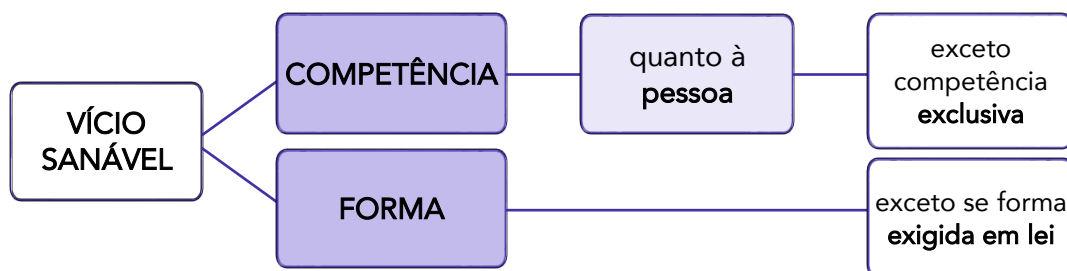 VÍCIO
SANÁVEL
COMPETÊNCIA
quanto à
pessoa
exceto
competência
exclusiva
FORMA
exceto se forma
exigida em lei